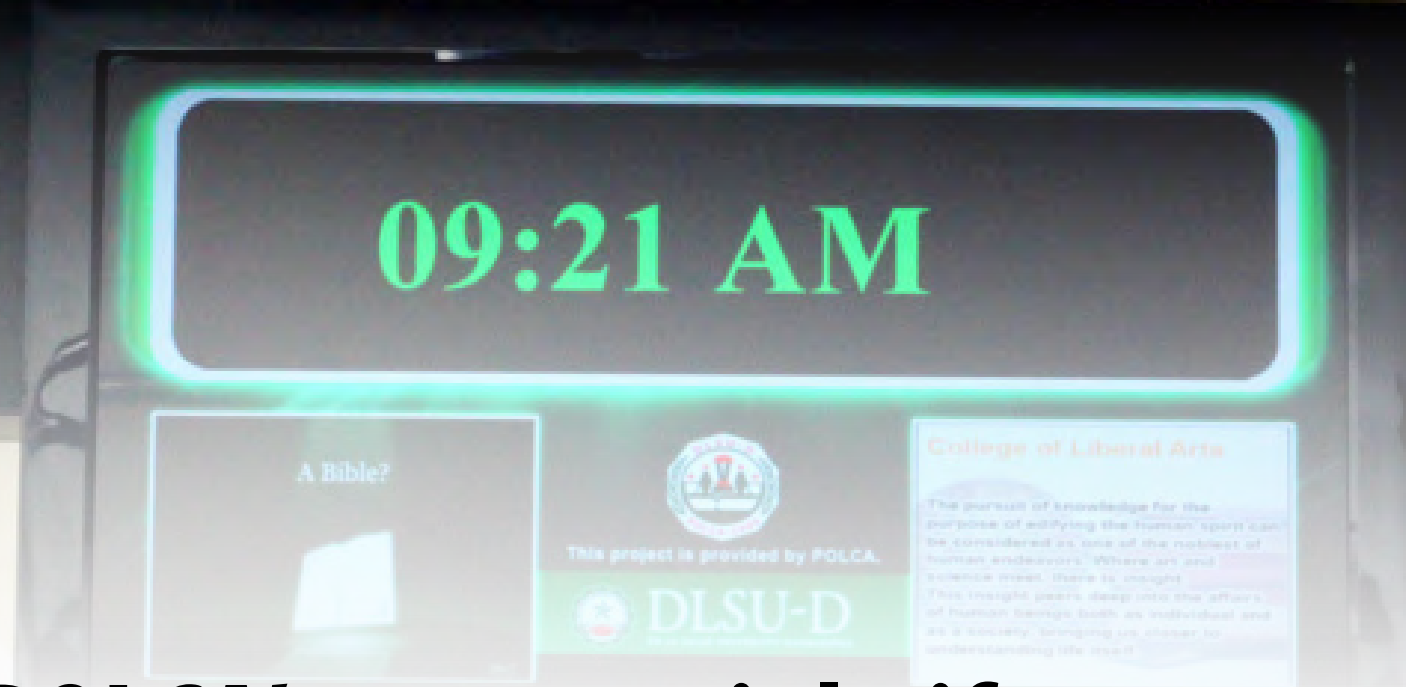 09:21 AM
A Bible?
This project is provided by POLCA.
DLSU-D
College of Liberal Arts
The pursuit of knowledge for the
purpose of edifying the human spirit can
be considered as one of the noblest of
human endeavors. Where art and
science meet, there is insight.
This insight peers deep into the affairs
of human beings both as individual and
as a society, bringing us closer to
understanding life itself.